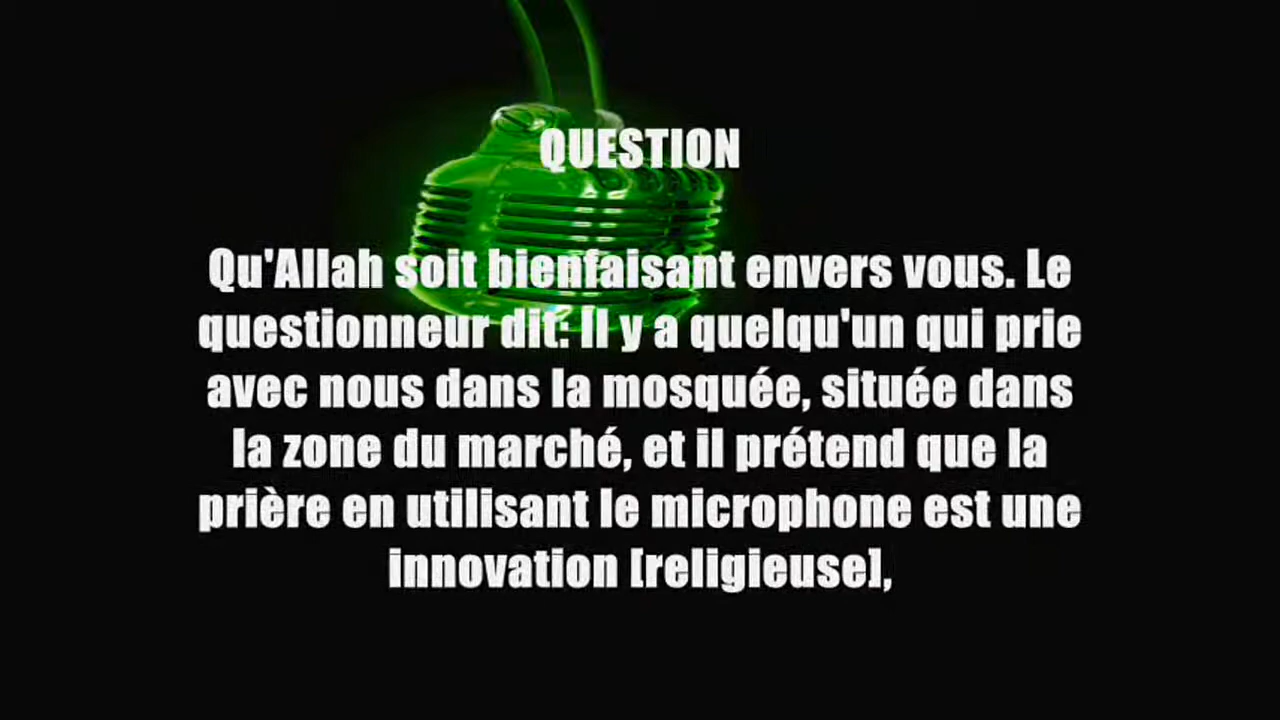 QUESTION
Qu'Allah soit bienfaisant envers vous. Le
questionneur dit: Il y a quelqu'un qui prie
avec nous dans la mosquée, située dans
la zone du marché, et il prétend que la
prière en utilisant le microphone est une
innovation [religieuse],